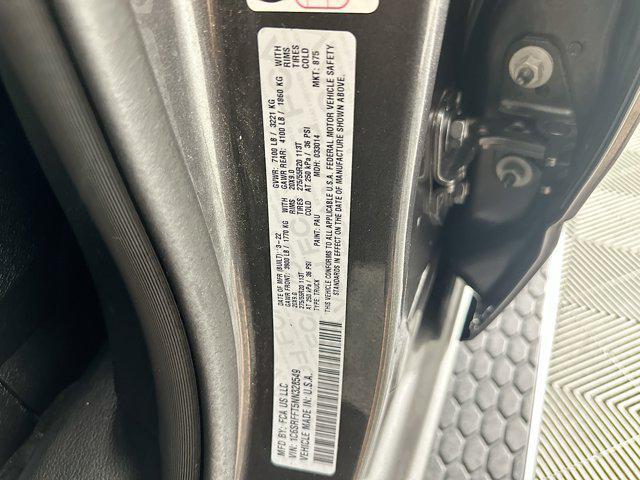 MFD BY: FCA US LLC
DATE OF MFR (BUILT): 3-22
GVWR: 7100 LB / 3221 KG
GAWR FRONT: 3900 LB / 1770 KG
WITH
GAWR REAR: 4100 LB / 1860 KG
WITH
20X9.0
RIMS
20X9.0
RIMS
275/55R20 113T
TIRES
275/55R20 113T
TIRES
AT 250 kPa / 36 PSI
COLD
AT 250 kPa / 36 PSI
COLD
TYPE: TRUCK
PAINT: PAU
MDH: 033014
MKT: 875
THIS VEHICLE CONFORMS TO ALL APPLICABLE U.S.A. FEDERAL MOTOR VEHICLE SAFETY
STANDARDS IN EFFECT ON THE DATE OF MANUFACTURE SHOWN ABOVE.
VIN: 1C6SRFFT5NN326549
VEHICLE MADE IN: U.S.A.